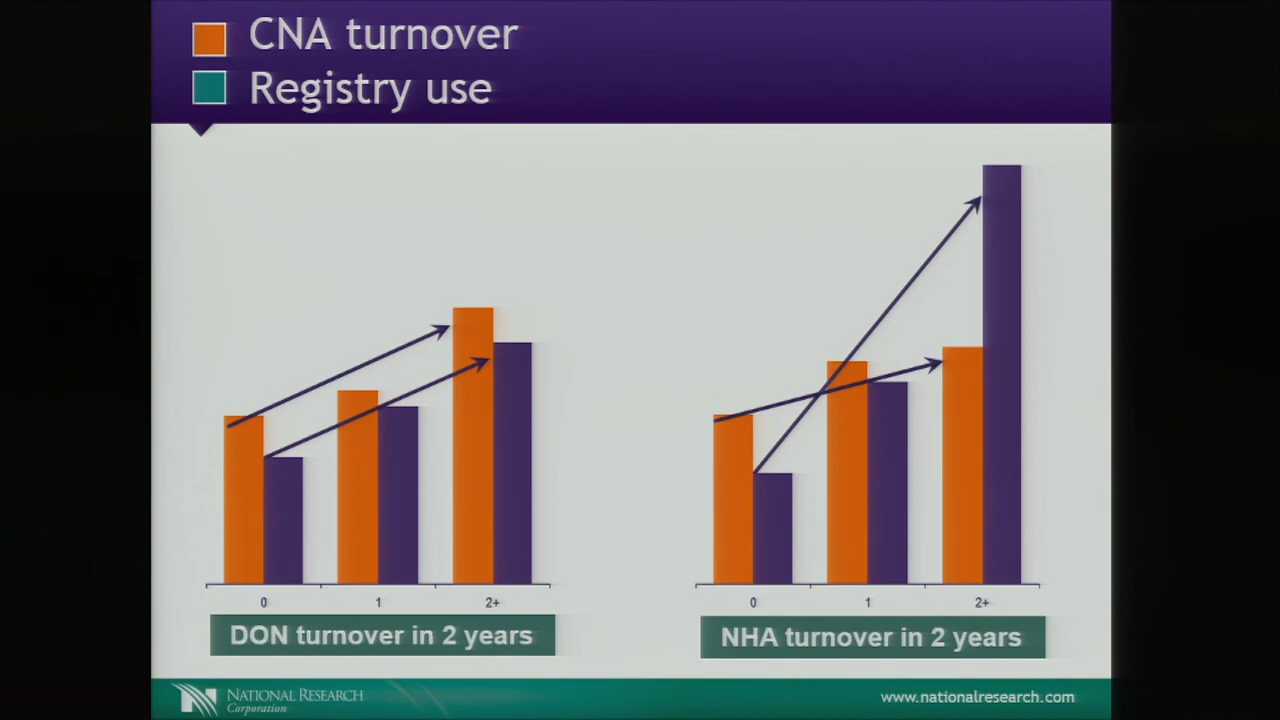 CNA turnover
Registry use
0
1
2+
0
1
2+
DON turnover in 2 years
NHA turnover in 2 years
NATIONAL RESEARCH
Corporation
www.nationalresearch.com